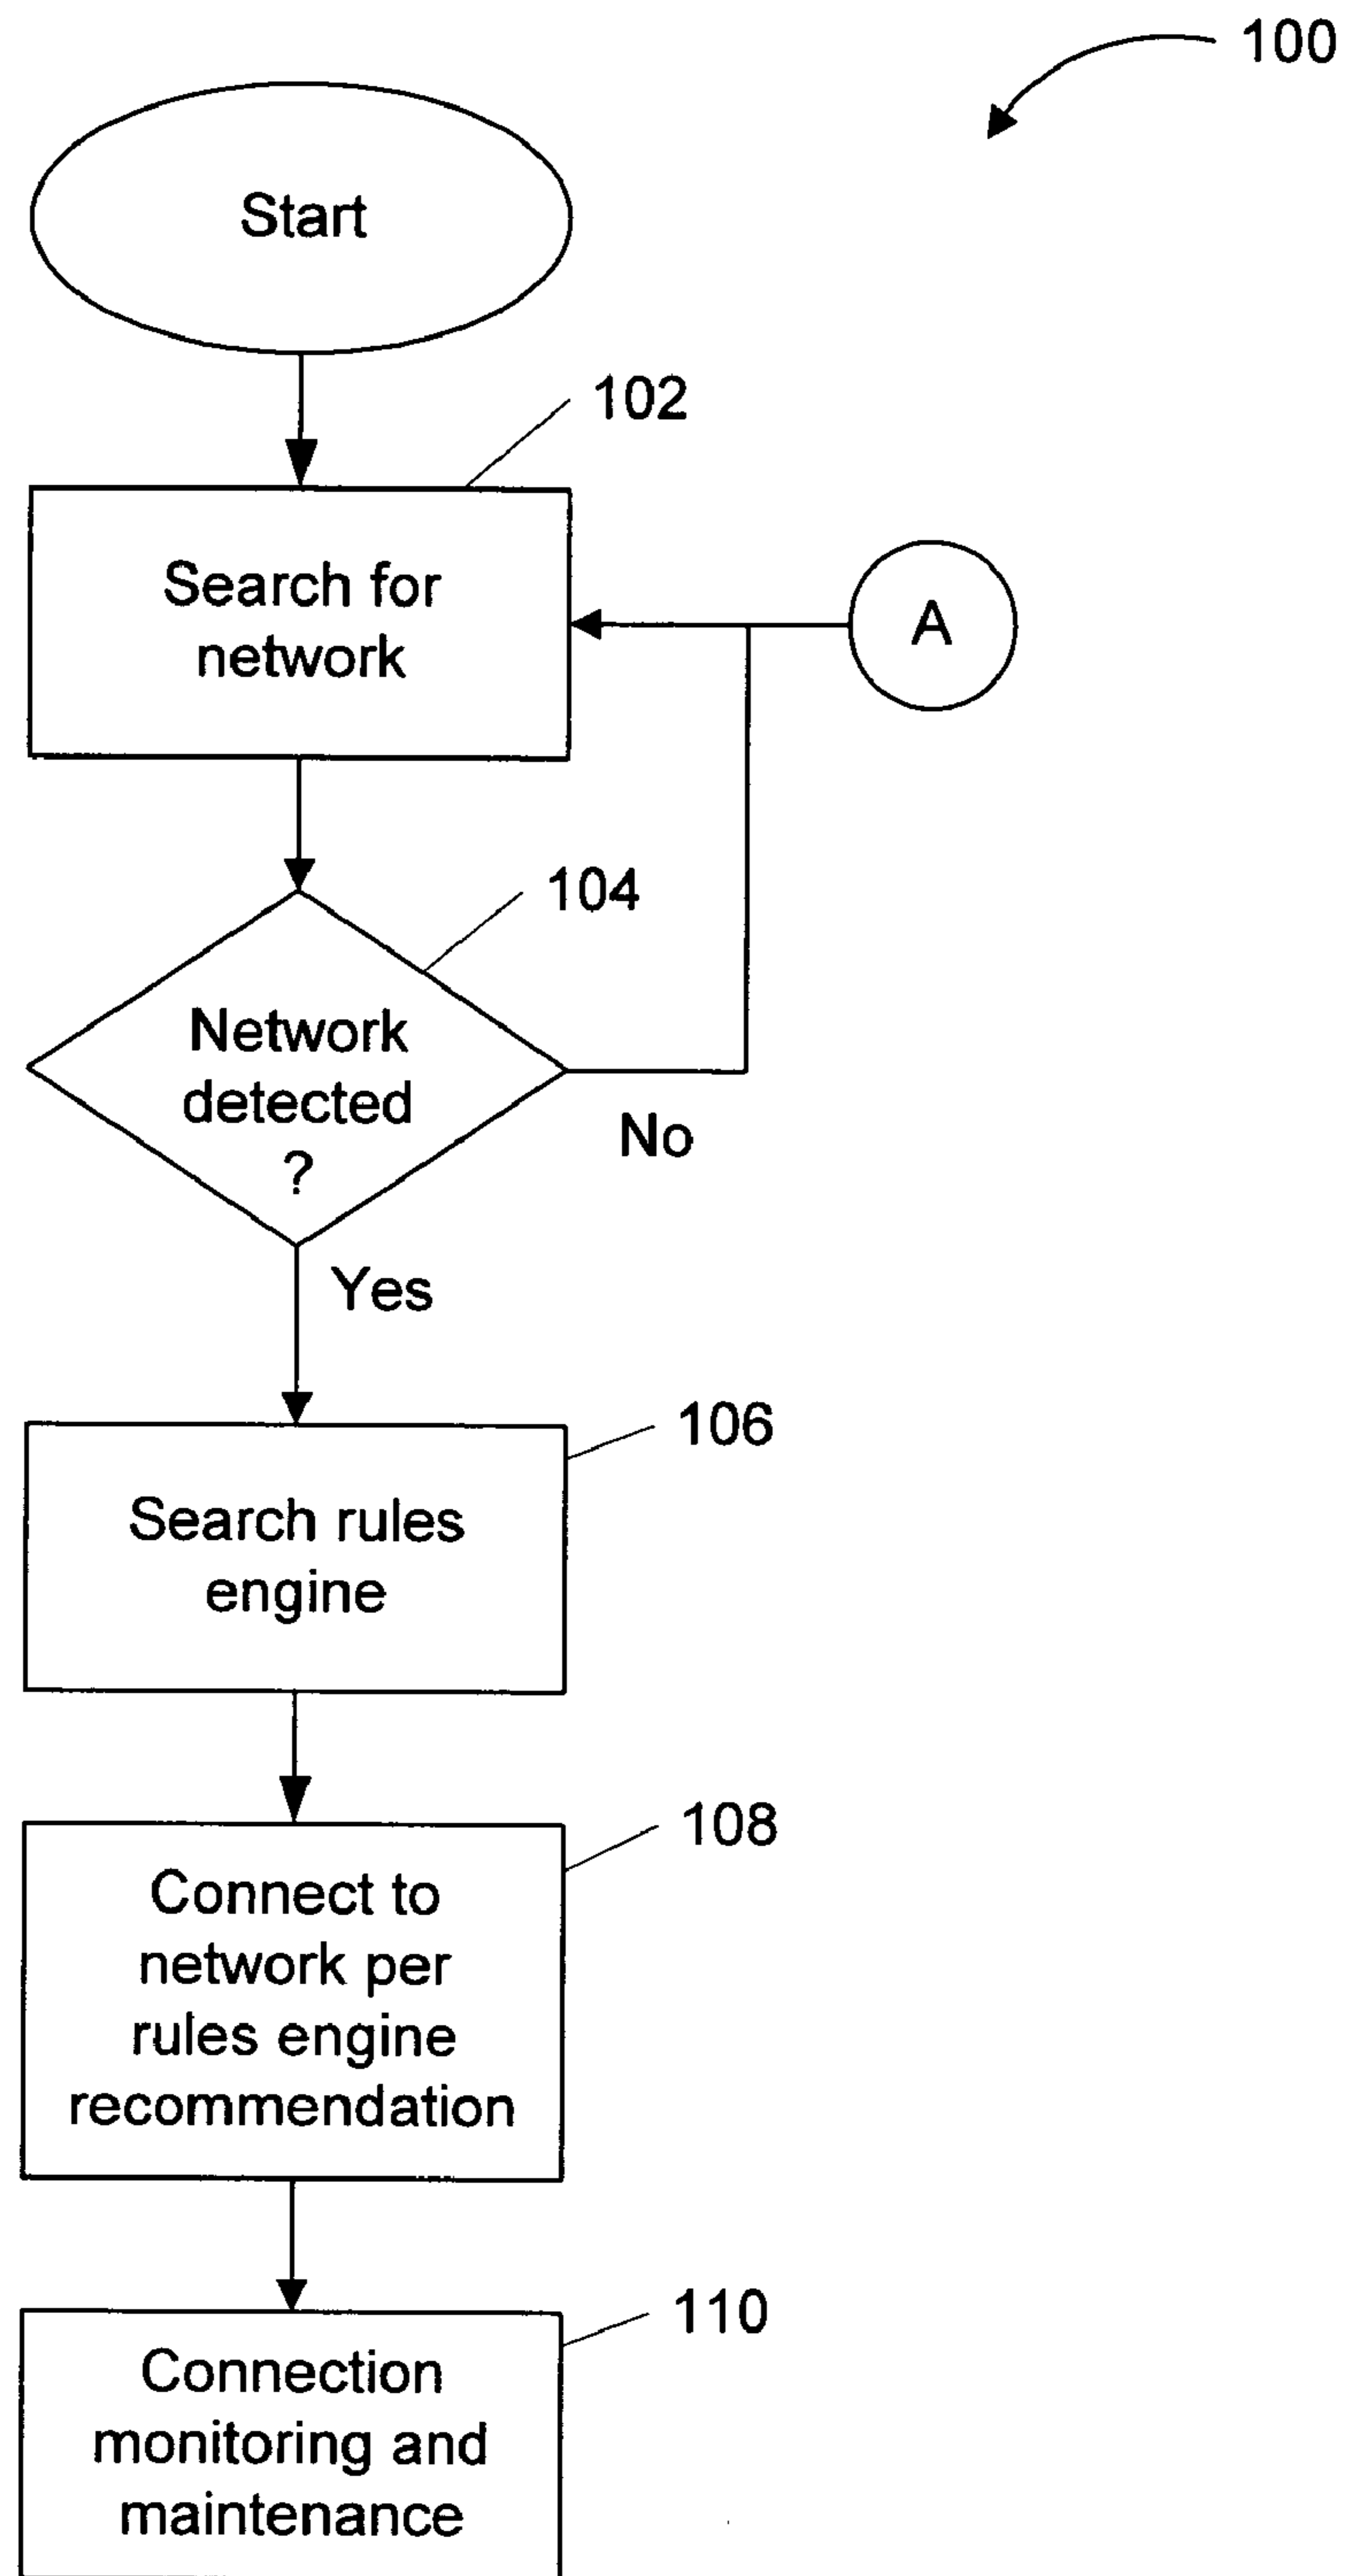 100
Start
102
Search for
network
A
104
Network
detected
?
No
Yes
106
Search rules
engine
108
Connect to
network per
rules engine
recommendation
110
Connection
monitoring and
maintenance